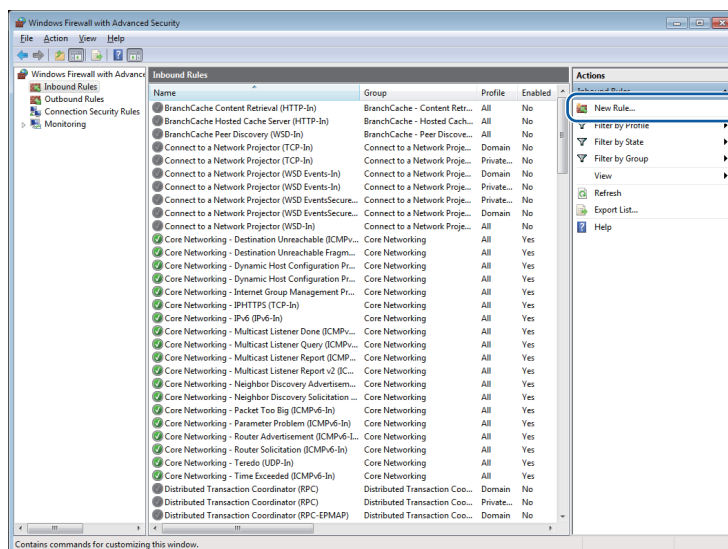 Windows Firewall with Advanced Security
File Action View Help
Windows Firewall with Advance
Inbound Rules
Outbound Rules
Connection Security Rules
Monitoring
Inbound Rules
Name Group Profile Enabled
BranchCache Content Retrieval (HTTP-In) BranchCache - Content Retr... All No
BranchCache Hosted Cache Server (HTTP-In) BranchCache - Hosted Cach... All No
BranchCache Peer Discovery (WSD-In) BranchCache - Peer Discove... All No
Connect to a Network Projector (TCP-In) Connect to a Network Proje... Domain No
Connect to a Network Projector (TCP-In) Connect to a Network Proje... Private... No
Connect to a Network Projector (WSD Events-In) Connect to a Network Proje... Domain No
Connect to a Network Projector (WSD Events-In) Connect to a Network Proje... Private... No
Connect to a Network Projector (WSD EventsSecure... Connect to a Network Proje... Private... No
Connect to a Network Projector (WSD EventsSecure... Connect to a Network Proje... Domain No
Connect to a Network Projector (WSD-In) Connect to a Network Proje... All No
Core Networking - Destination Unreachable (ICMPv... Core Networking All Yes
Core Networking - Destination Unreachable Fragm... Core Networking All Yes
Core Networking - Dynamic Host Configuration Pr... Core Networking All Yes
Core Networking - Dynamic Host Configuration Pr... Core Networking All Yes
Core Networking - Internet Group Management Pr... Core Networking All Yes
Core Networking - IPHTTPS (TCP-In) Core Networking All Yes
Core Networking - IPv6 (IPv6-In) Core Networking All Yes
Core Networking - Multicast Listener Done (ICMPv... Core Networking All Yes
Core Networking - Multicast Listener Query (ICMPv... Core Networking All Yes
Core Networking - Multicast Listener Report (ICMP... Core Networking All Yes
Core Networking - Multicast Listener Report v2 (IC... Core Networking All Yes
Core Networking - Neighbor Discovery Advertisem... Core Networking All Yes
Core Networking - Neighbor Discovery Solicitation ... Core Networking All Yes
Core Networking - Packet Too Big (ICMPv6-In) Core Networking All Yes
Core Networking - Parameter Problem (ICMPv6-In) Core Networking All Yes
Core Networking - Router Advertisement (ICMPv6-I... Core Networking All Yes
Core Networking - Router Solicitation (ICMPv6-In) Core Networking All Yes
Core Networking - Teredo (UDP-In) Core Networking All Yes
Core Networking - Time Exceeded (ICMPv6-In) Core Networking All Yes
Distributed Transaction Coordinator (RPC) Distributed Transaction Coo... Domain No
Distributed Transaction Coordinator (RPC) Distributed Transaction Coo... Private... No
Distributed Transaction Coordinator (RPC-EPMAP) Distributed Transaction Coo... Domain No
Actions
Inbound Rules
New Rule...
Filter by Profile
Filter by State
Filter by Group
View
Refresh
Export List...
Help
Contains commands for customizing this window.